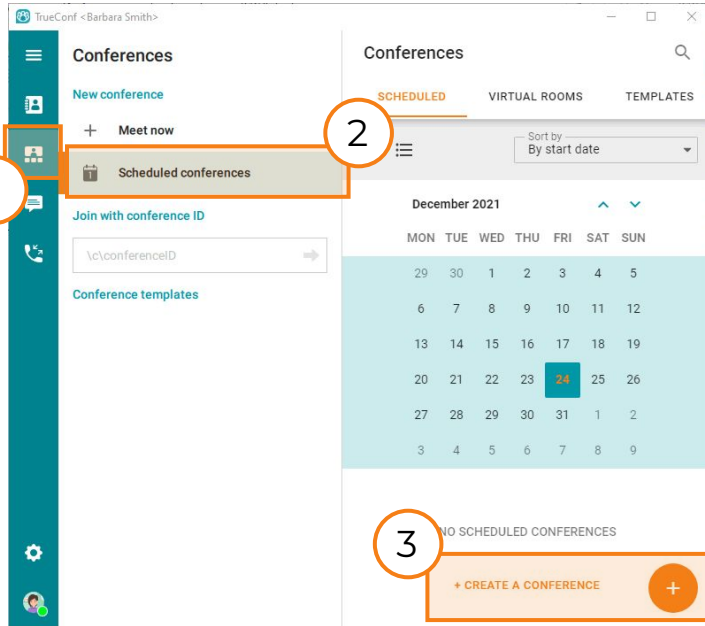 TrueConf <Barbara Smith>
Conferences
New conference
+ Meet now
Scheduled conferences
Join with conference ID
\c\conferenceID
Conference templates
2
Conferences
SCHEDULED VIRTUAL ROOMS TEMPLATES
Sort by
By start date
December 2021
MON TUE WED THU FRI SAT SUN
29 30 1 2 3 4 5
6 7 8 9 10 11 12
13 14 15 16 17 18 19
20 21 22 23 24 25 26
27 28 29 30 31 1 2
3 4 5 6 7 8 9
3
NO SCHEDULED CONFERENCES
+ CREATE A CONFERENCE +